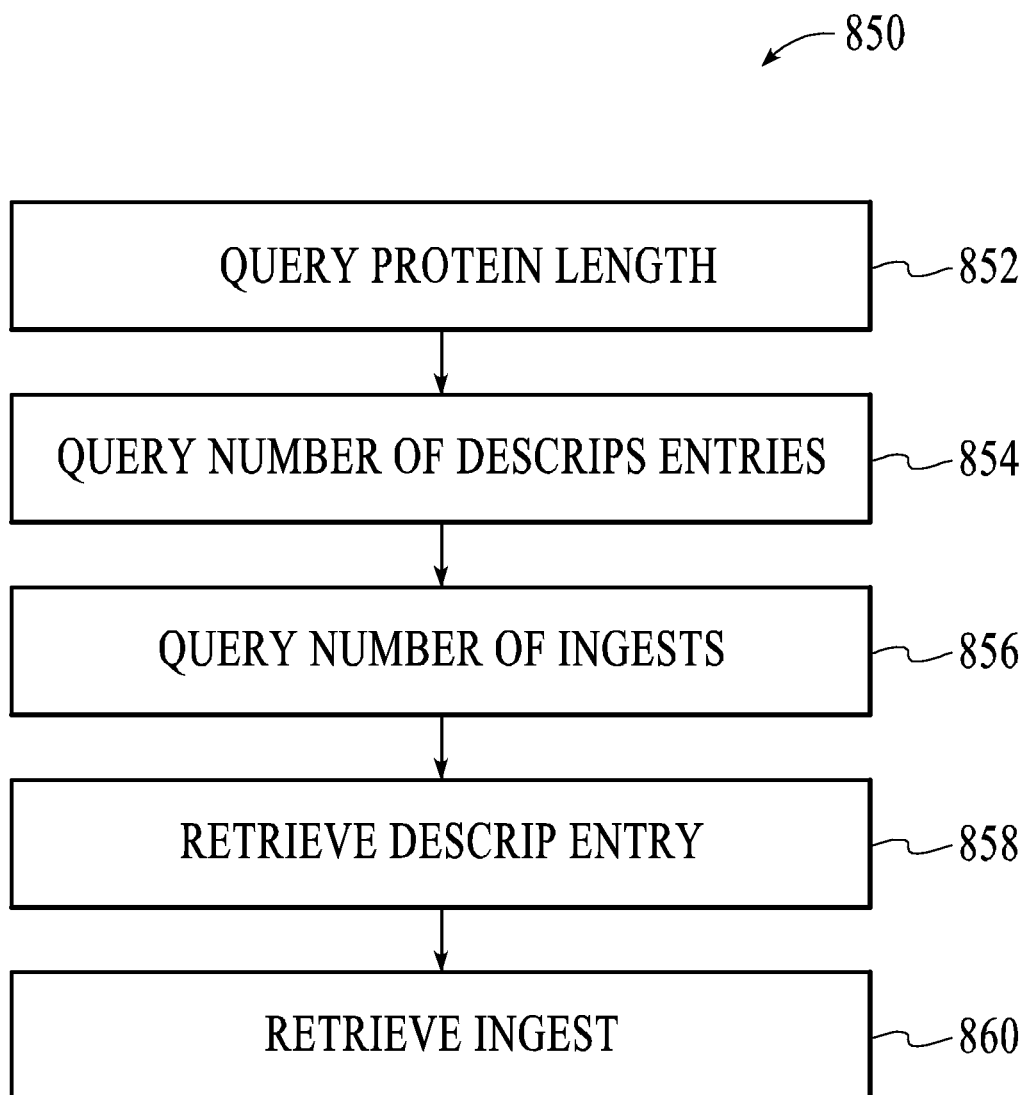 850
QUERY PROTEIN LENGTH
852
QUERY NUMBER OF DESCRIPS ENTRIES
854
QUERY NUMBER OF INGESTS
856
RETRIEVE DESCRIP ENTRY
858
RETRIEVE INGEST
860